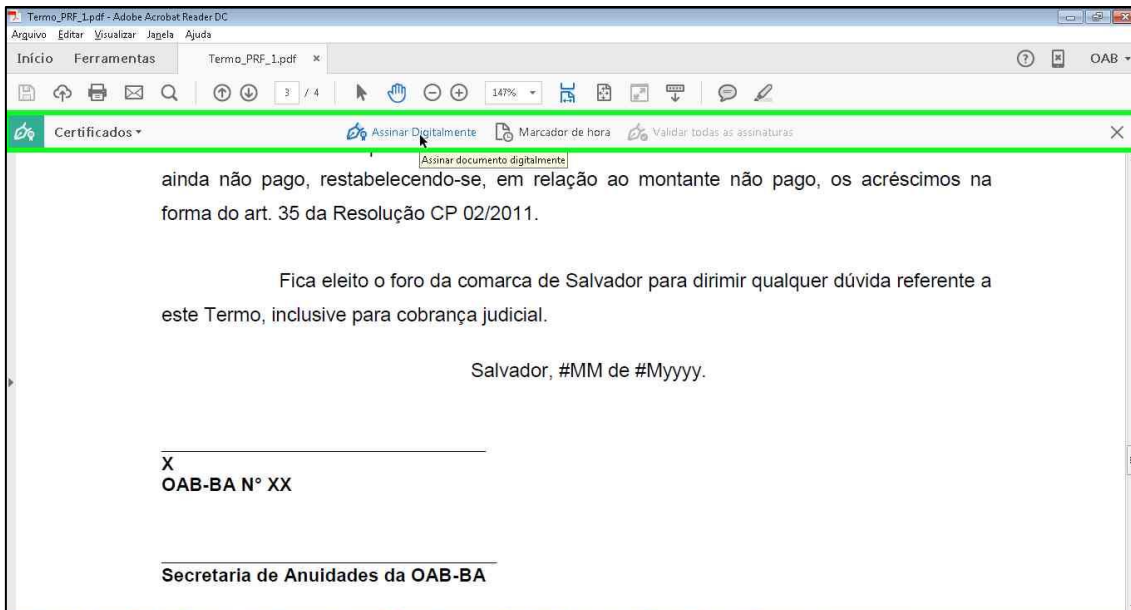 Termo_PRF_1.pdf - Adobe Acrobat Reader DC
Arquivo Editar Visualizar Janela Ajuda
Início Ferramentas Termo_PRF_1.pdf × OAB
3 / 4 147%
Certificados Assinar Digitalmente Marcador de hora Validar todas as assinaturas
Assinar documento digitalmente
ainda não pago, restabelecendo-se, em relação ao montante não pago, os acréscimos na
forma do art. 35 da Resolução CP 02/2011.
Fica eleito o foro da comarca de Salvador para dirimir qualquer dúvida referente a
este Termo, inclusive para cobrança judicial.
Salvador, #MM de #Myyyy.
X
OAB-BA N° XX
Secretaria de Anuidades da OAB-BA